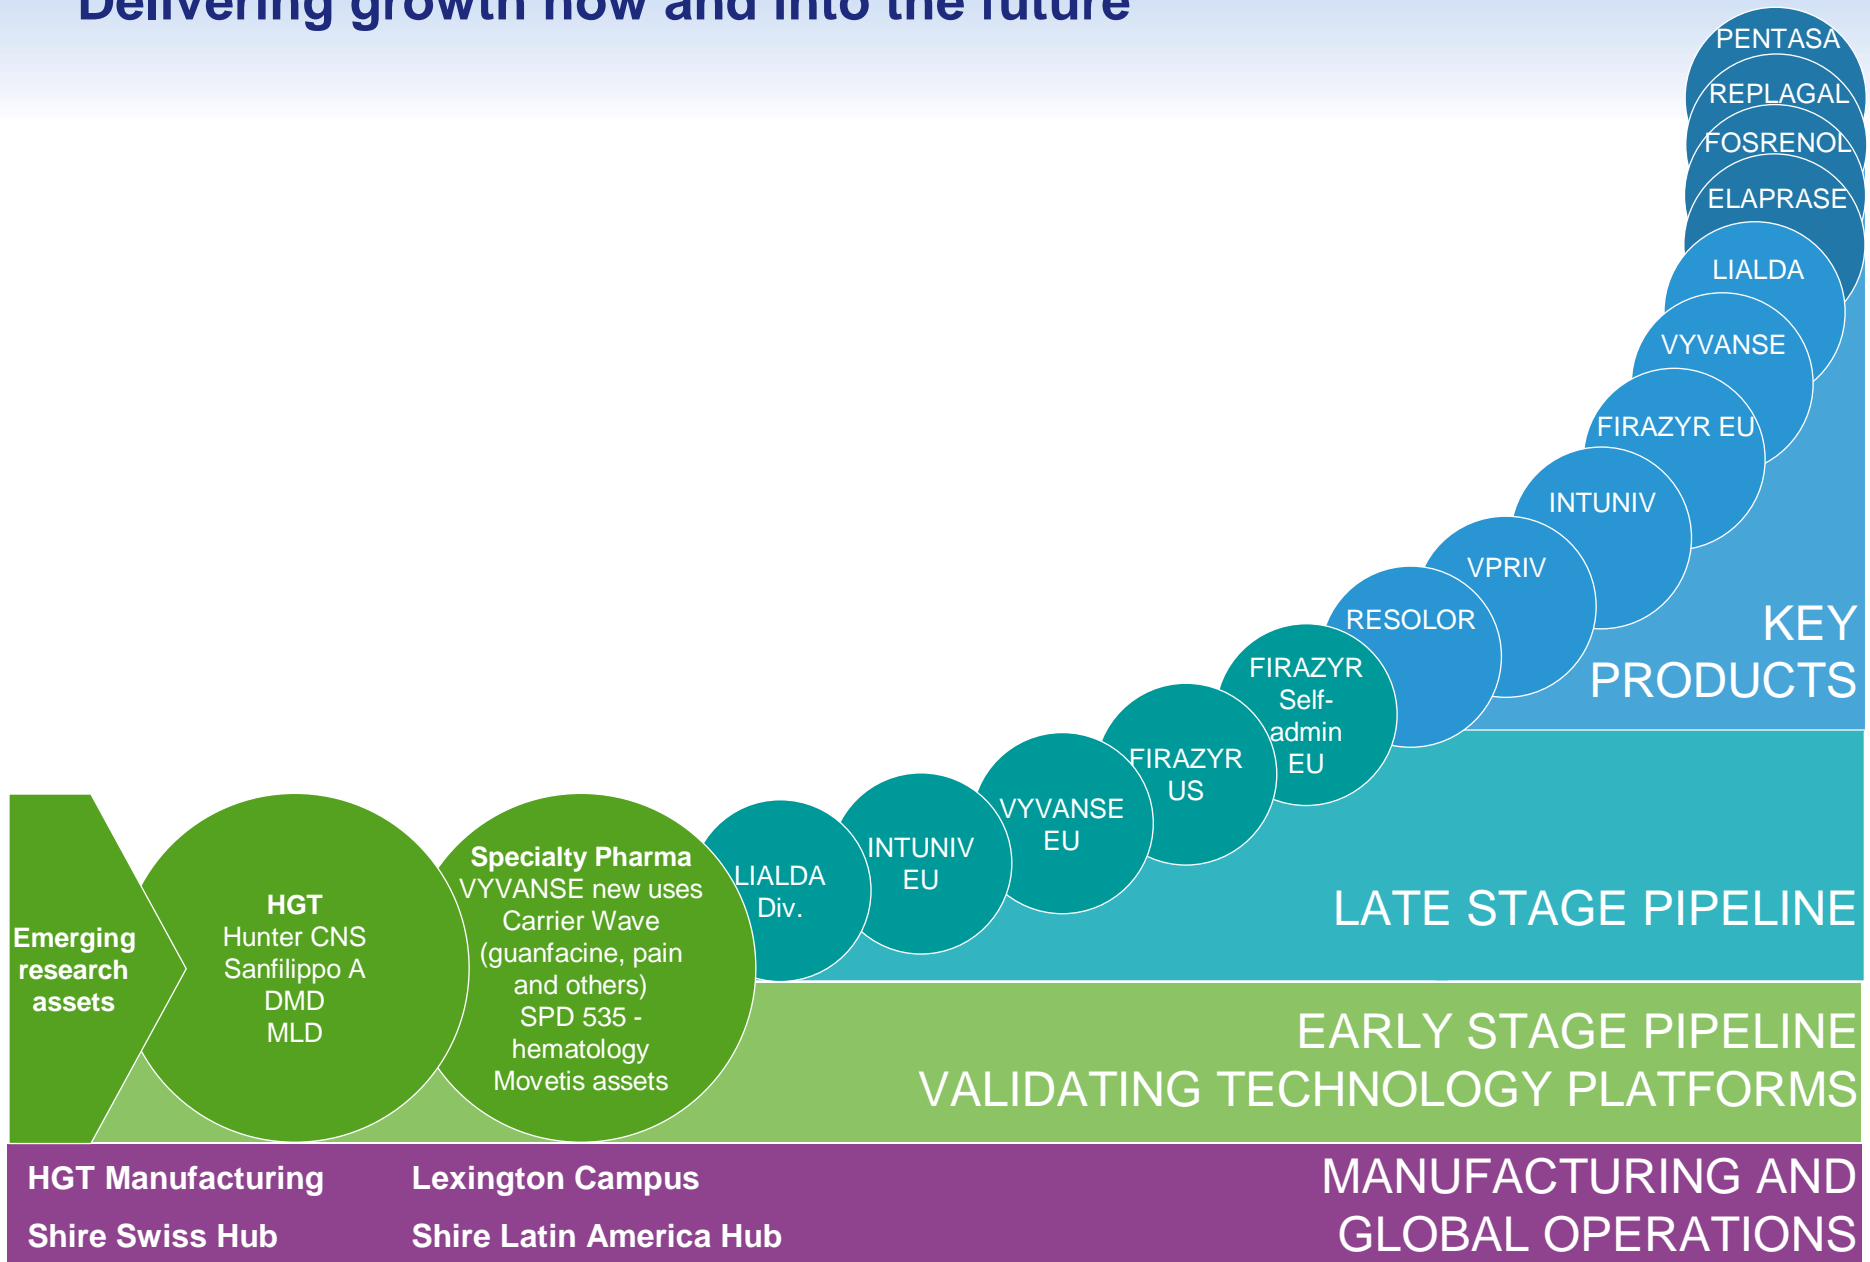 Delivering growth now and into the future
PENTASA
REPLAGAL
FOSRENOL
ELAPRASE
LIALDA
VYVANSE
FIRAZYR EU
INTUNIV
VPRIV
RESOLOR
KEY
PRODUCTS
FIRAZYR
Self-
admin
EU
FIRAZYR
US
VYVANSE
EU
INTUNIV
EU
LIALDA
Div.
LATE STAGE PIPELINE
Specialty Pharma
VYVANSE new uses
Carrier Wave
(guanfacine, pain
and others)
SPD 535 -
hematology
Movetis assets
HGT
Hunter CNS
Sanfilippo A
DMD
MLD
Emerging
research
assets
EARLY STAGE PIPELINE
VALIDATING TECHNOLOGY PLATFORMS
HGT Manufacturing
Lexington Campus
Shire Swiss Hub
Shire Latin America Hub
MANUFACTURING AND
GLOBAL OPERATIONS